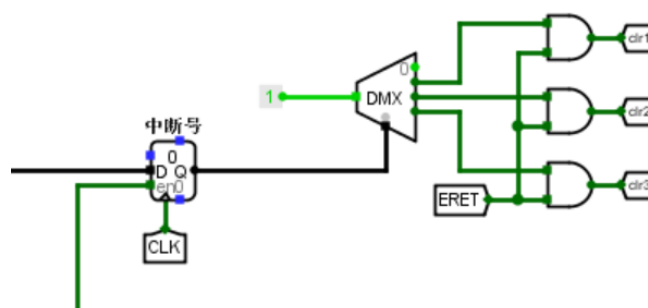 0
clr1
1
DMX
中断号
0
D Q
en0
clr2
ERET
clr3
CLK